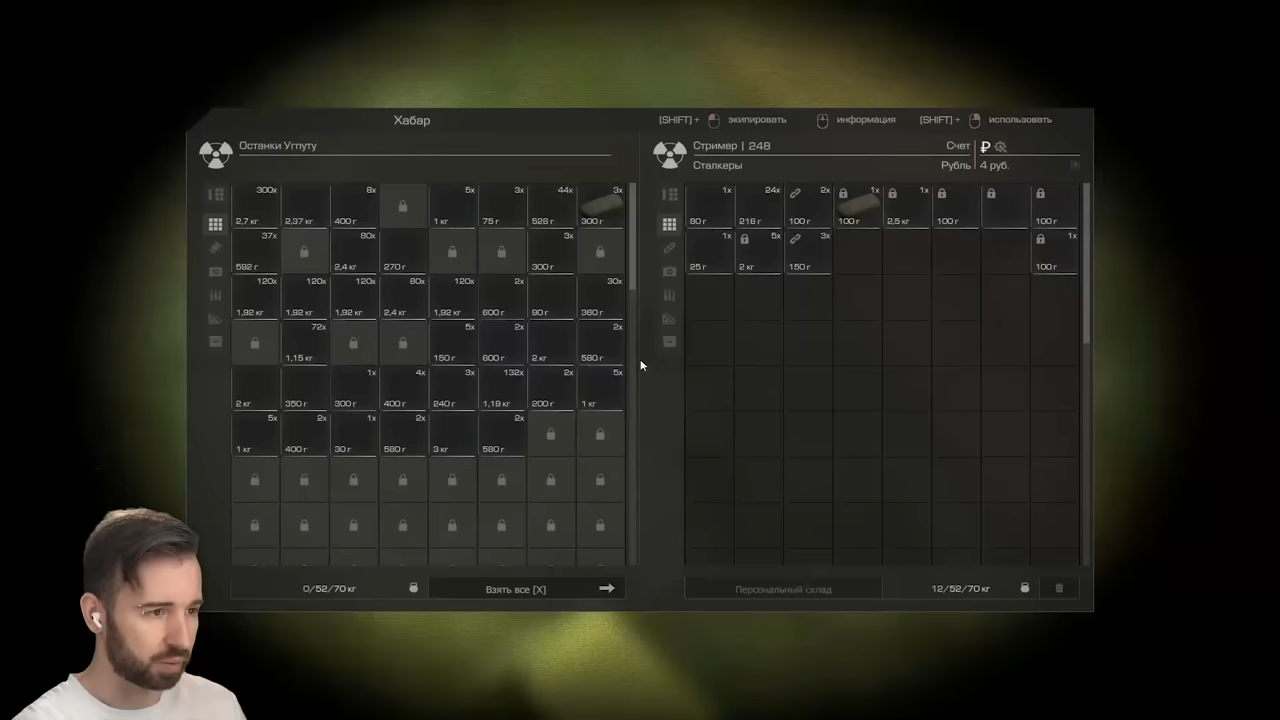 Хабар
[SHIFT] + экипировать информация [SHIFT] + использовать
Останки Углуту
Стример | 248 Счет ₽
Сталкеры Рубль 4 руб.
300x 8x 5x 3x 44x 3x
2,7 кг 2,37 кг 400 г 1 кг 75 г 528 г 300 г
37x 80x 3x
592 г 2,4 кг 270 г 300 г
120x 120x 120x 80x 120x 2x 30x
1,92 кг 1,92 кг 1,92 кг 2,4 кг 1,92 кг 600 г 90 г 360 г
72x 5x 2x 2x
1,15 кг 150 г 600 г 2 кг 580 г
1x 4x 3x 132x 2x 5x
2 кг 350 г 300 г 400 г 240 г 1,19 кг 200 г 1 кг
5x 2x 1x 2x 2x
1 кг 400 г 30 г 580 г 3 кг 580 г
0/52/70 кг Взять все [X]
1x 24x 2x 1x 1x
80 г 216 г 100 г 100 г 2,5 кг 100 г 100 г
1x 5x 3x 1x
25 г 2 кг 150 г 100 г
Персональный склад 12/52/70 кг